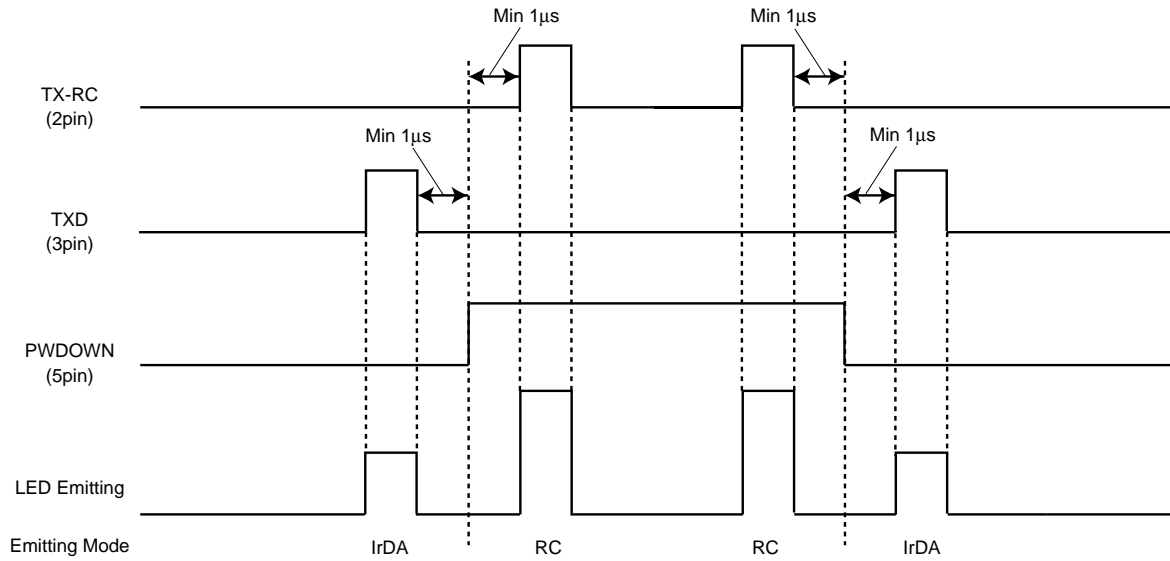 Min 1μs
Min 1μs
TX-RC
(2pin)
Min 1μs
Min 1μs
TXD
(3pin)
PWDOWN
(5pin)
LED Emitting
Emitting Mode
IrDA
RC
RC
IrDA